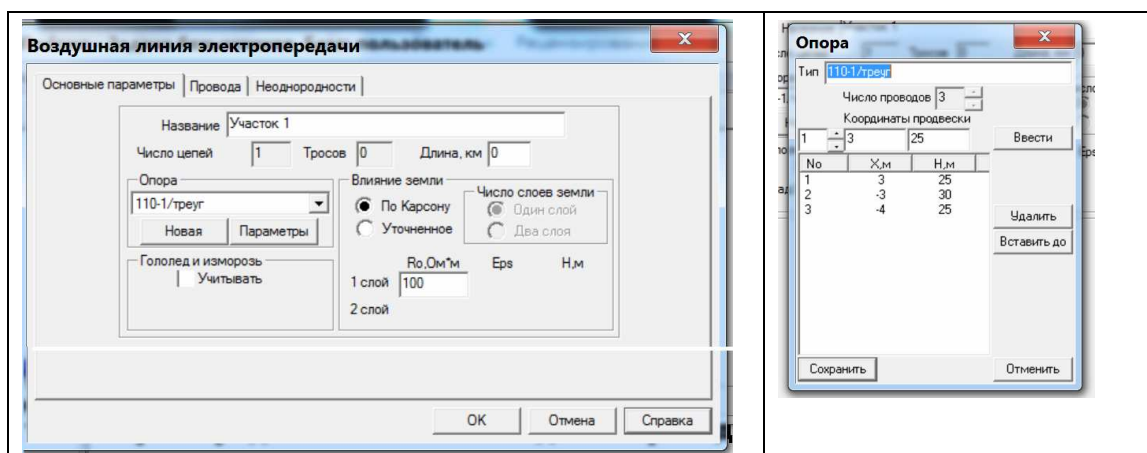 Воздушная линия электропередачи
Основные параметры Провода Неоднородности
Название Участок 1
Число цепей 1 Тросов 0 Длина, км 0
Опора
110-1/треуг
Новая Параметры
Гололед и изморозь
Учитывать
Влияние земли
По Карсону
Уточненное
Число слоев земли
Один слой
Два слоя
Ro,Ом*м Eps Н,м
1 слой 100
2 слой
OK Отмена Справка
Опора
Тип 110-1/треуг
Число проводов 3
Координаты продвески
1 3 25 Ввести
No Х,м Н,м
1 3 25
2 -3 30
3 -4 25
Удалить
Вставить до
Сохранить Отменить